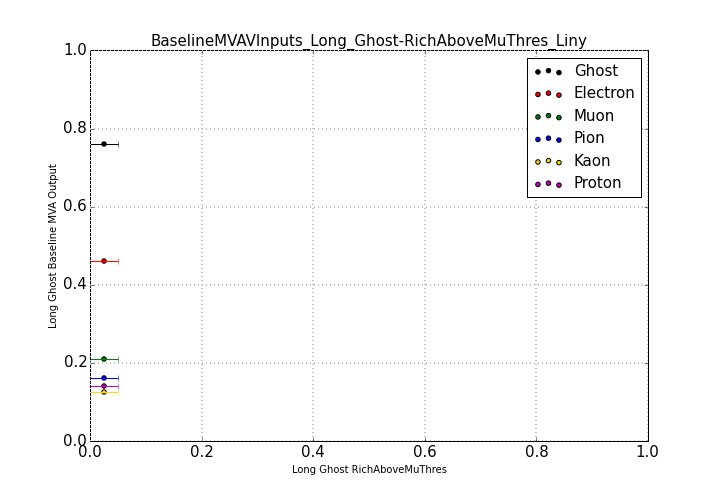 BaselineMVAVInputs_Long_Ghost-RichAboveMuThres_Liny
1.0
0.8
0.6
0.4
0.2
0.0
Long Ghost Baseline MVA Output
Ghost
Electron
Muon
Pion
Kaon
Proton
0.0 0.2 0.4 0.6 0.8 1.0
Long Ghost RichAboveMuThres